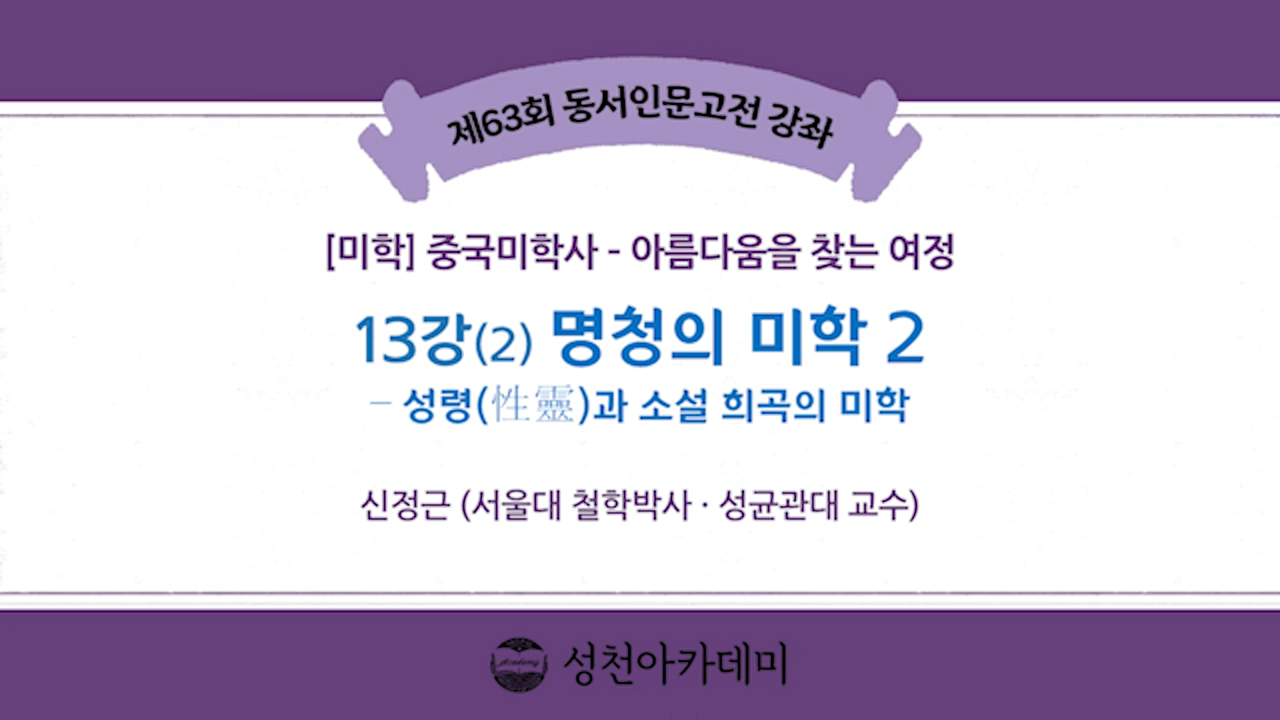 제63회 동서인문고전 강좌
[미학] 중국미학사 - 아름다움을 찾는 여정
13강(2) 명청의 미학 2
– 성령(性靈)과 소설 희곡의 미학
신정근 (서울대 철학박사 · 성균관대 교수)
Academy
성천아카데미